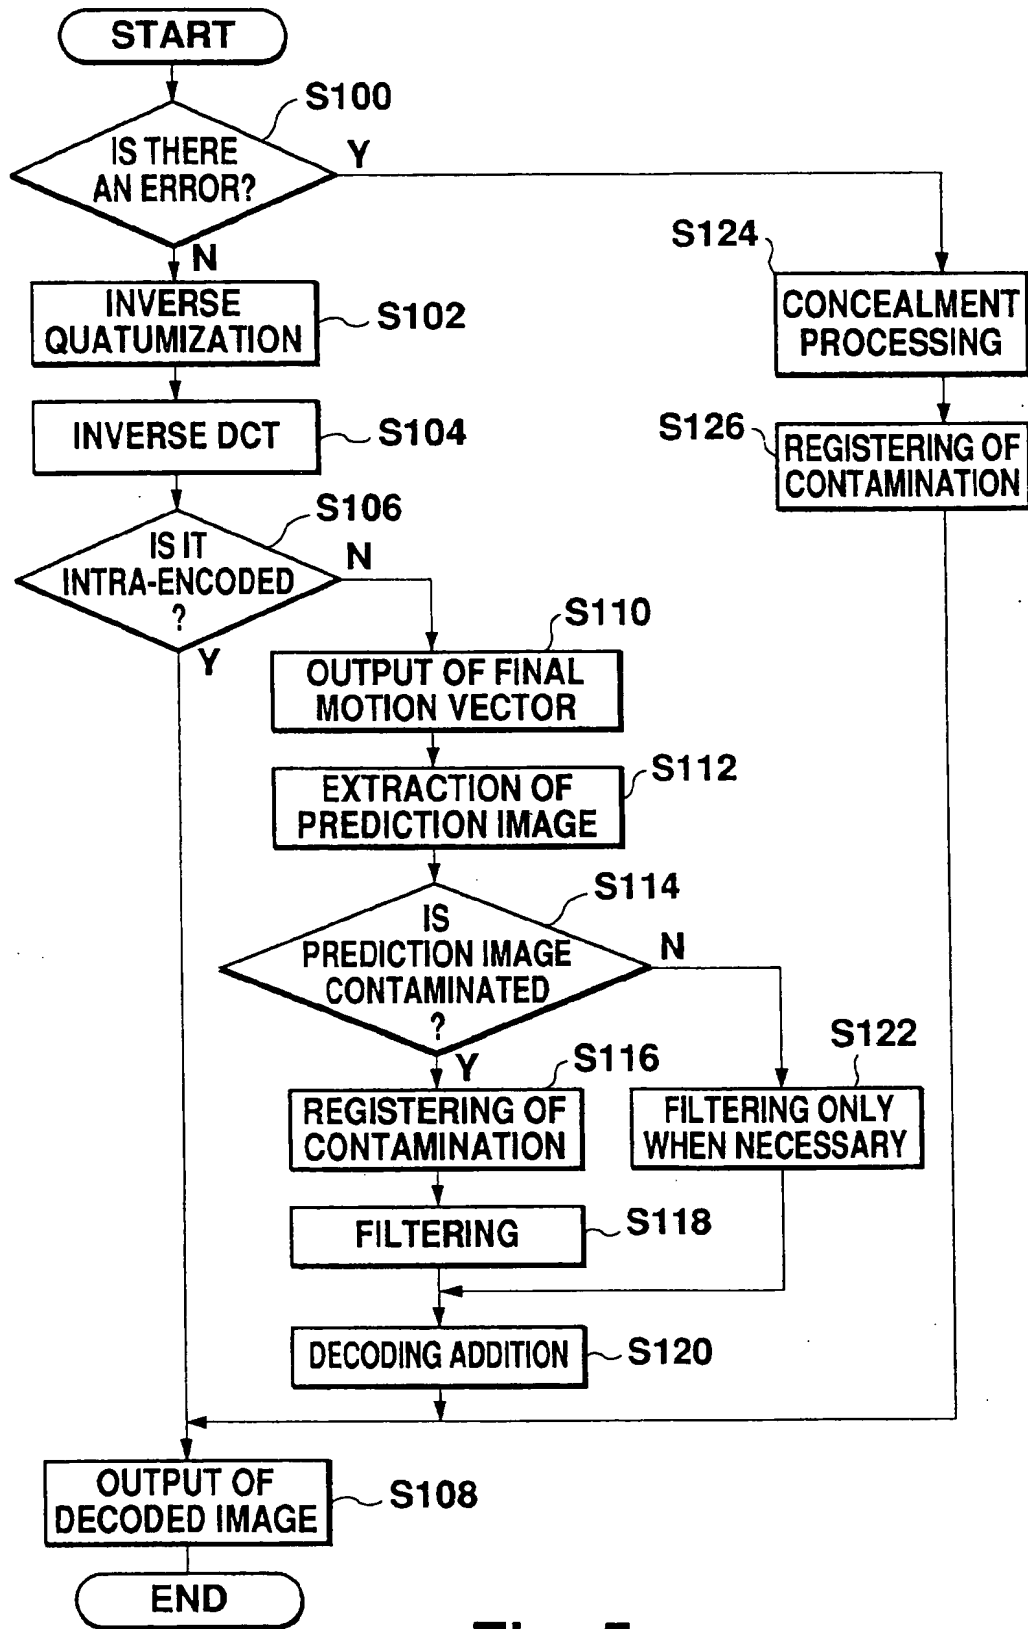 START
S100
IS THERE
AN ERROR?
Y
N
S124
INVERSE
QUATUMIZATION
S102
CONCEALMENT
PROCESSING
INVERSE DCT
S104
S126
REGISTERING OF
CONTAMINATION
S106
IS IT
INTRA-ENCODED
?
N
Y
S110
OUTPUT OF FINAL
MOTION VECTOR
S112
EXTRACTION OF
PREDICTION IMAGE
S114
IS
PREDICTION IMAGE
CONTAMINATED
?
N
Y
S116
S122
REGISTERING OF
CONTAMINATION
FILTERING ONLY
WHEN NECESSARY
FILTERING
S118
DECODING ADDITION
S120
OUTPUT OF
DECODED IMAGE
S108
END